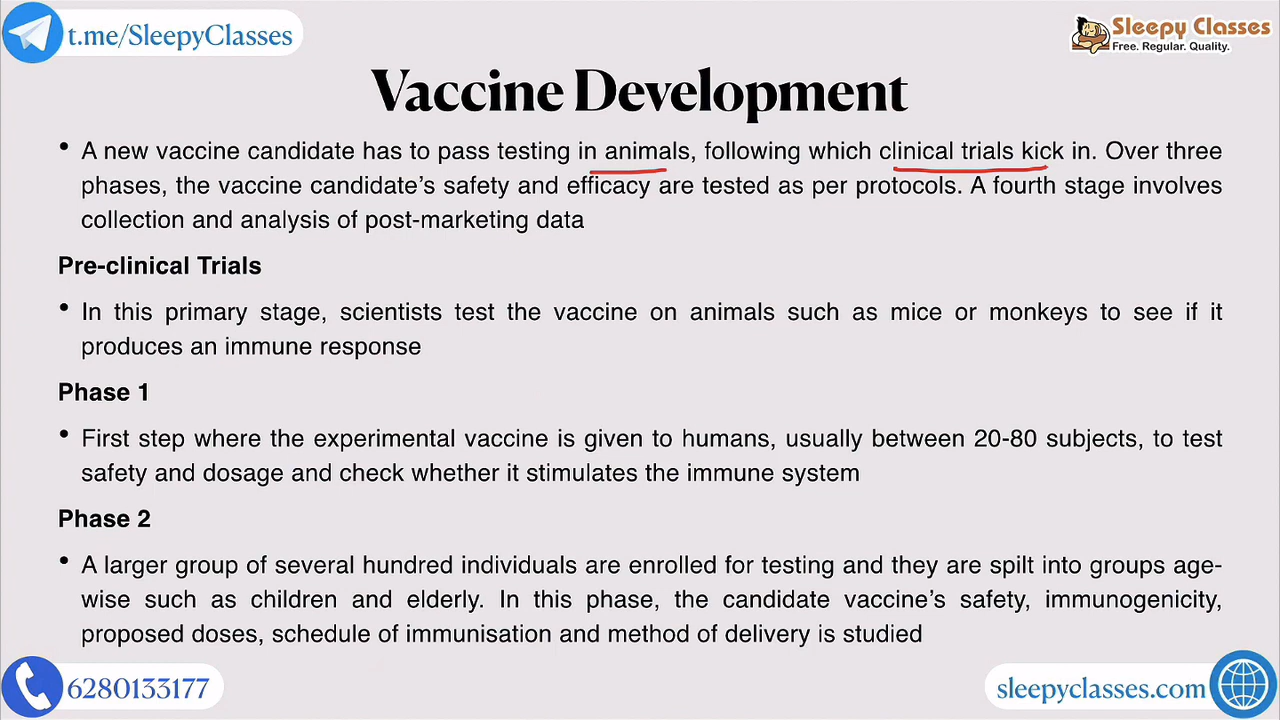 t.me/SleepyClasses
Sleepy Classes
Free. Regular. Quality.
Vaccine Development
• A new vaccine candidate has to pass testing in animals, following which clinical trials kick in. Over three
phases, the vaccine candidate's safety and efficacy are tested as per protocols. A fourth stage involves
collection and analysis of post-marketing data
Pre-clinical Trials
• In this primary stage, scientists test the vaccine on animals such as mice or monkeys to see if it
produces an immune response
Phase 1
• First step where the experimental vaccine is given to humans, usually between 20-80 subjects, to test
safety and dosage and check whether it stimulates the immune system
Phase 2
• A larger group of several hundred individuals are enrolled for testing and they are spilt into groups age-
wise such as children and elderly. In this phase, the candidate vaccine's safety, immunogenicity,
proposed doses, schedule of immunisation and method of delivery is studied
6280133177
sleepyclasses.com